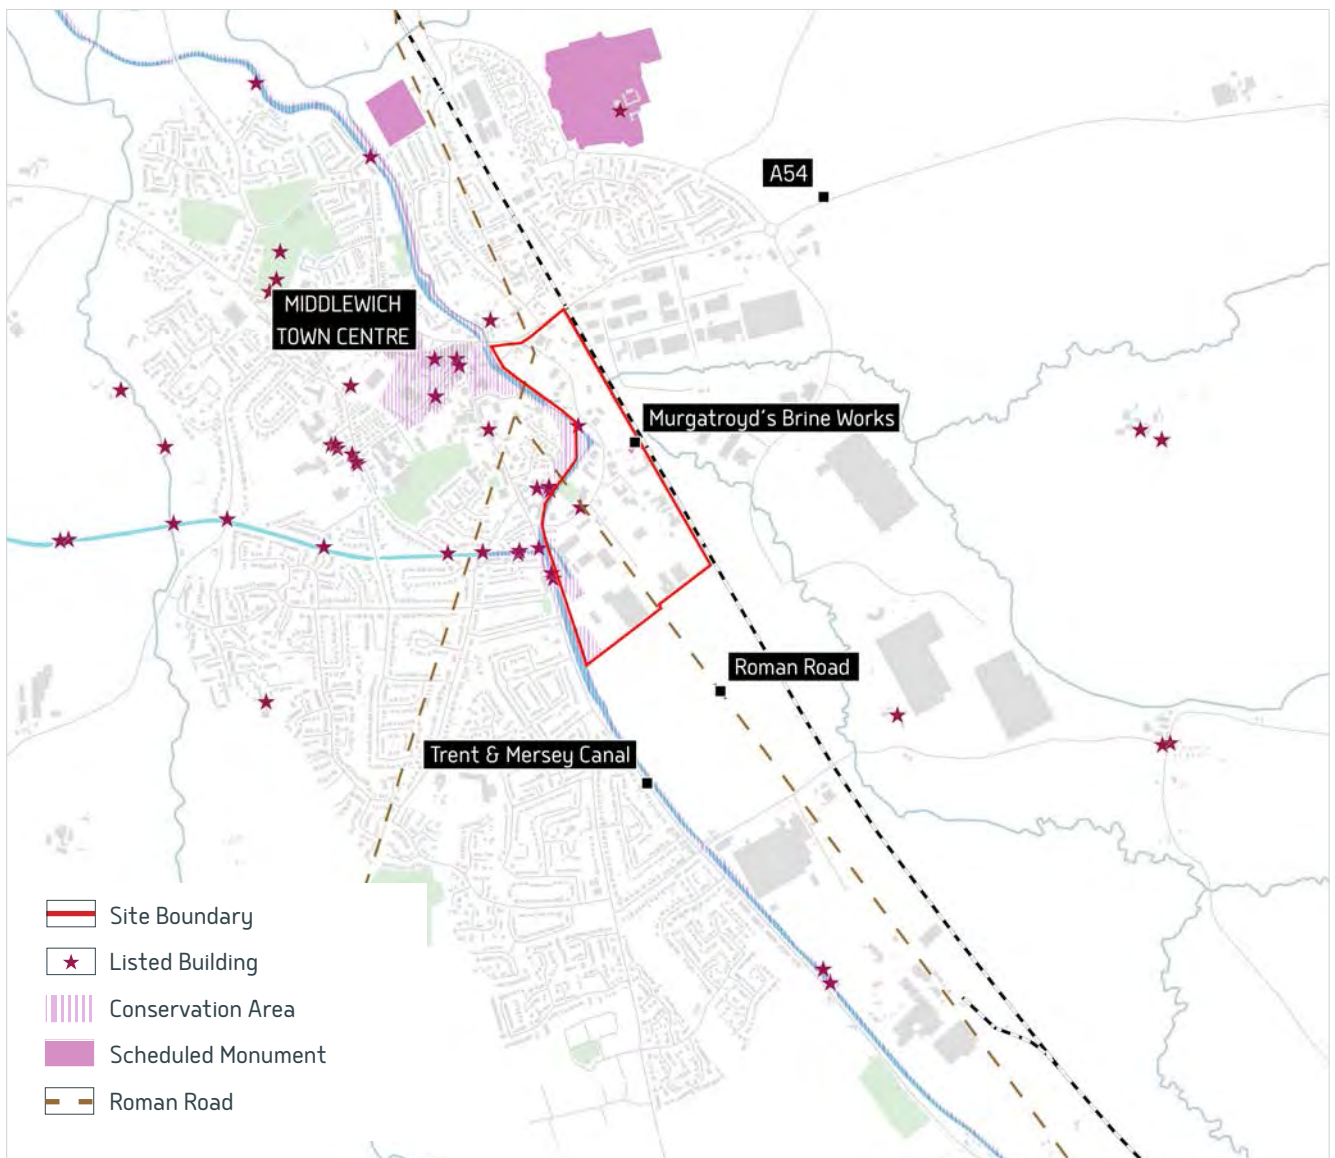 A54
MIDDLEWICH
TOWN CENTRE
Murgatroyd's Brine Works
Roman Road
Trent & Mersey Canal
Site Boundary
Listed Building
Conservation Area
Scheduled Monument
Roman Road